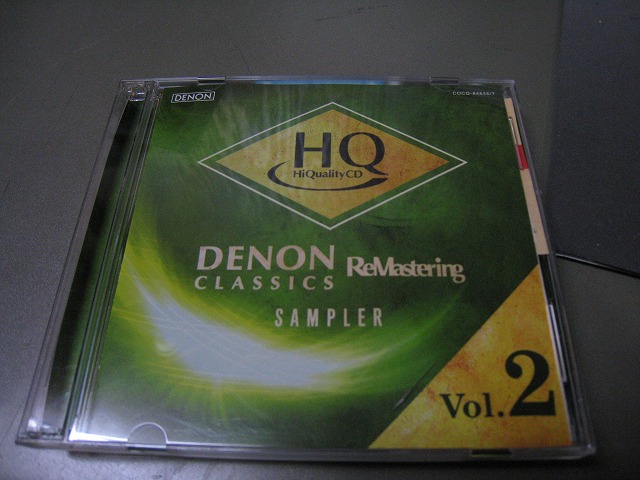 DENON
HQ
HiQualityCD
DENON ReMastering
CLASSICS
SAMPLER
Vol.2